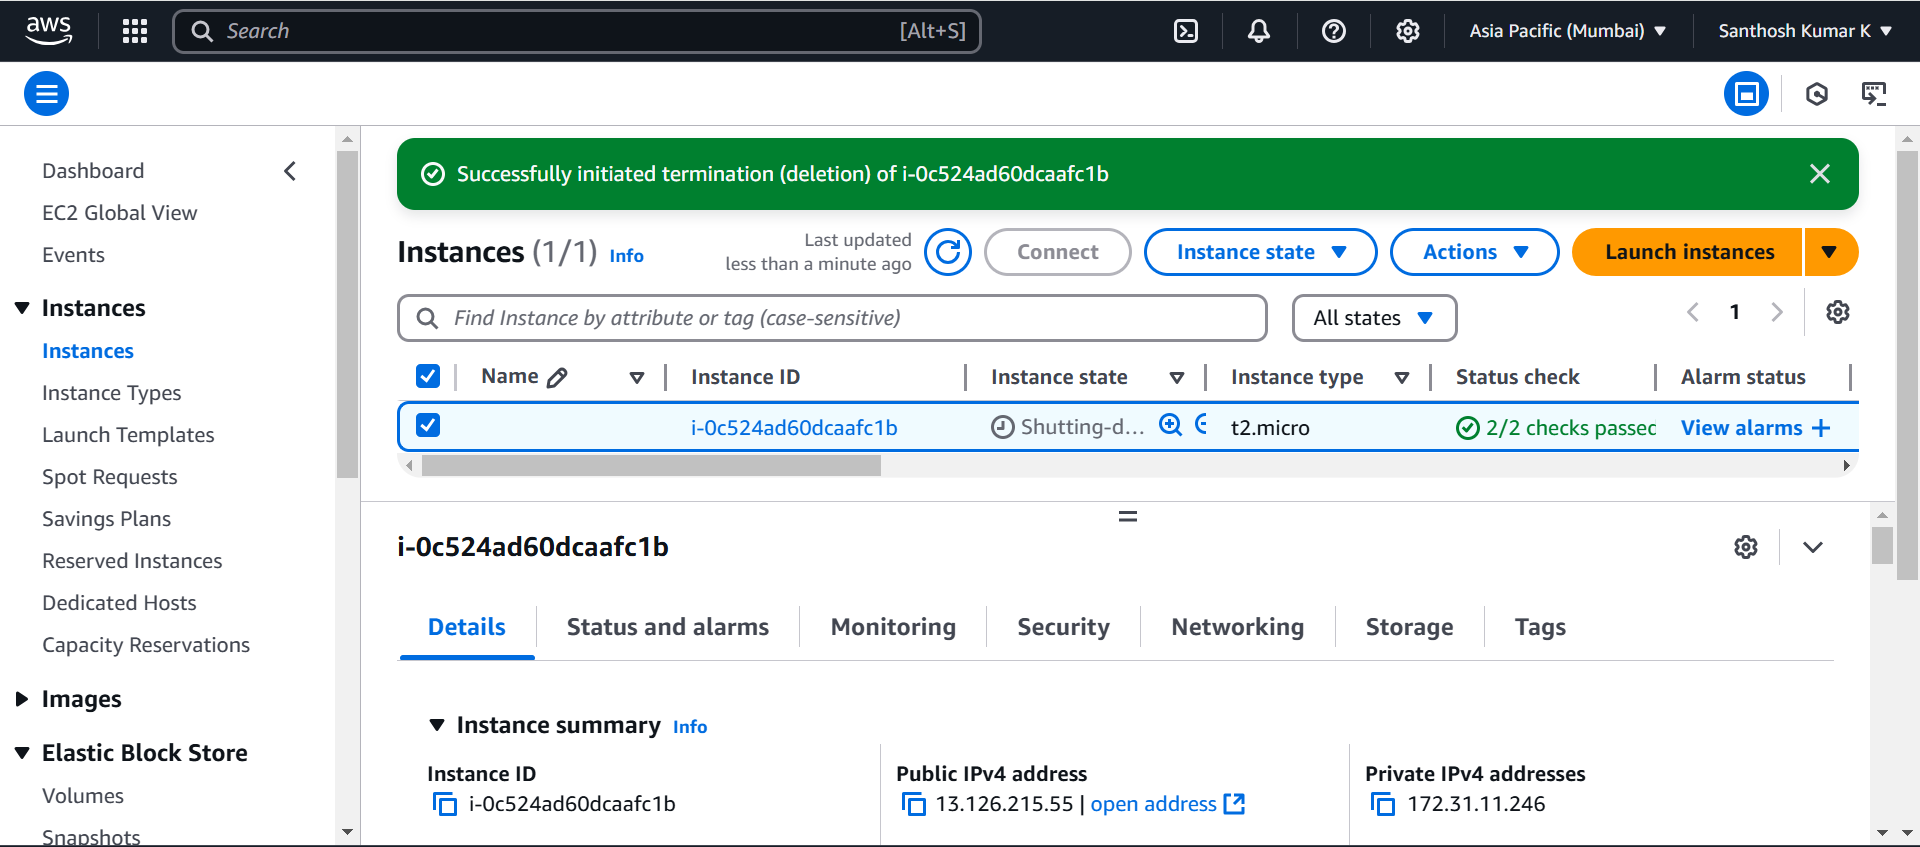 aws
Search [Alt+S]
Asia Pacific (Mumbai)
Santhosh Kumar K
Dashboard
EC2 Global View
Events
Instances
Instances
Instance Types
Launch Templates
Spot Requests
Savings Plans
Reserved Instances
Dedicated Hosts
Capacity Reservations
Images
Elastic Block Store
Volumes
Snapshots
Successfully initiated termination (deletion) of i-0c524ad60dcaafc1b
Instances (1/1) Info
Last updated
less than a minute ago
Connect
Instance state
Actions
Launch instances
Find Instance by attribute or tag (case-sensitive)
All states
1
Name Instance ID Instance state Instance type Status check Alarm status
i-0c524ad60dcaafc1b Shutting-d... t2.micro 2/2 checks passed View alarms +
i-0c524ad60dcaafc1b
Details Status and alarms Monitoring Security Networking Storage Tags
Instance summary Info
Instance ID
i-0c524ad60dcaafc1b
Public IPv4 address
13.126.215.55 | open address
Private IPv4 addresses
172.31.11.246